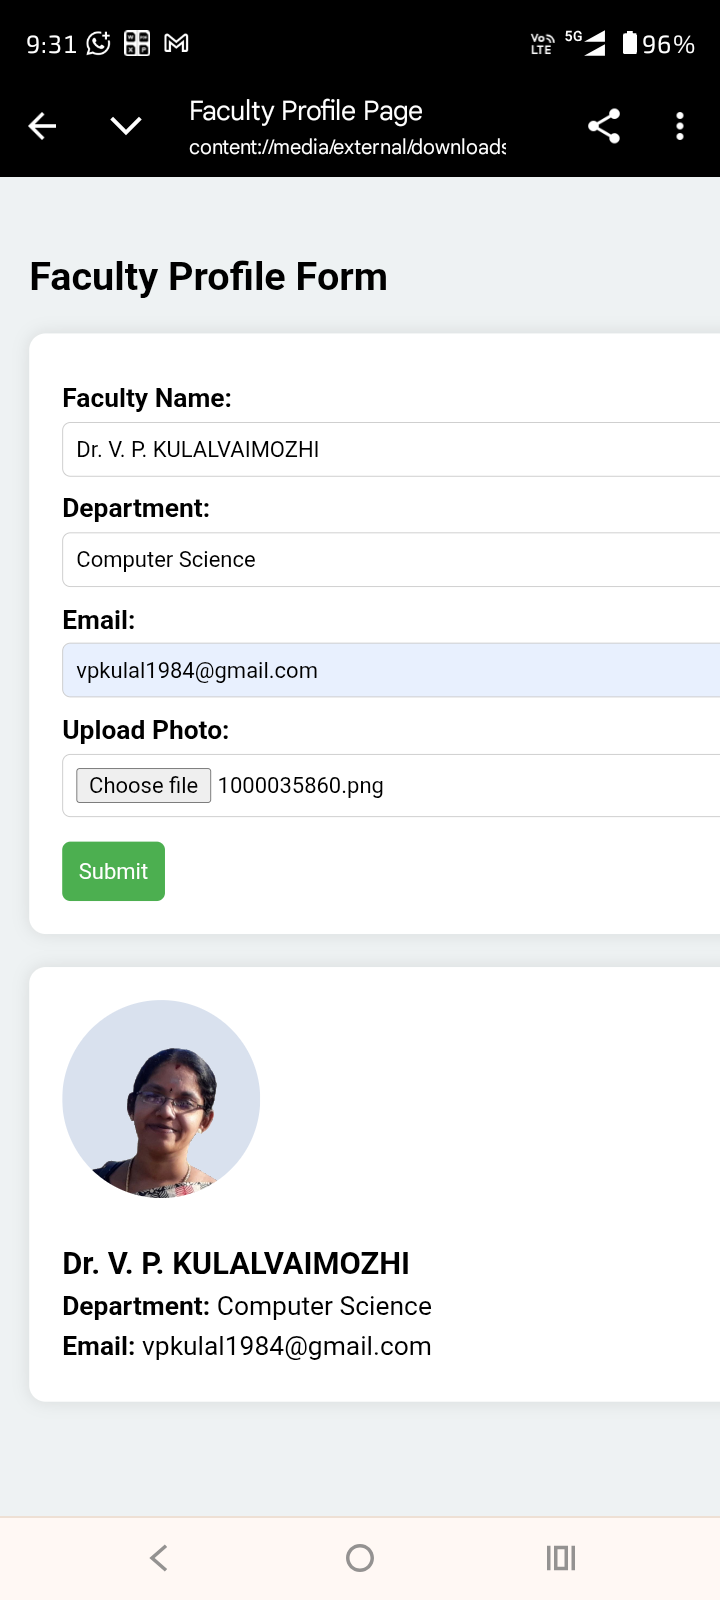 9:31 Vo LTE 5G 96%
Faculty Profile Page
content://media/external/downloads
Faculty Profile Form
Faculty Name:
Dr. V. P. KULALVAIMOZHI
Department:
Computer Science
Email:
vpkulal1984@gmail.com
Upload Photo:
Choose file 1000035860.png
Submit
Dr. V. P. KULALVAIMOZHI
Department: Computer Science
Email: vpkulal1984@gmail.com